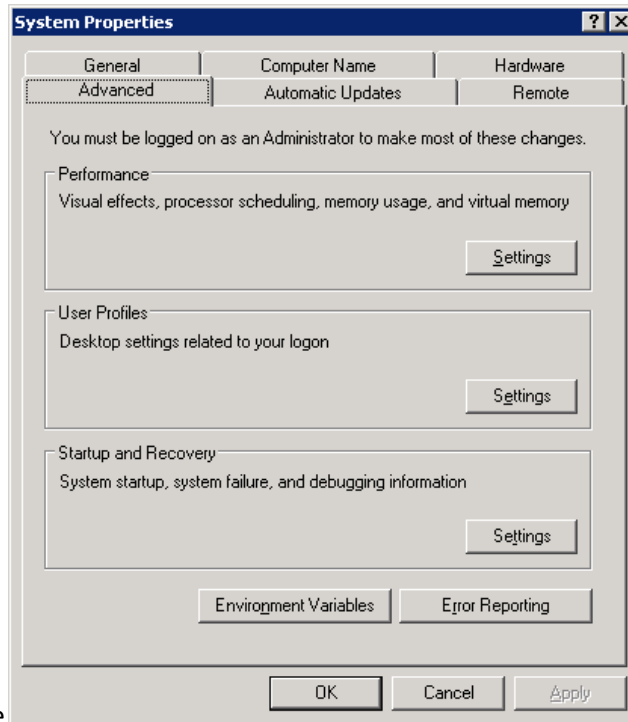 System Properties
General Computer Name Hardware
Advanced Automatic Updates Remote
You must be logged on as an Administrator to make most of these changes.
Performance
Visual effects, processor scheduling, memory usage, and virtual memory
Settings
User Profiles
Desktop settings related to your logon
Settings
Startup and Recovery
System startup, system failure, and debugging information
Settings
Environment Variables Error Reporting
OK Cancel Apply